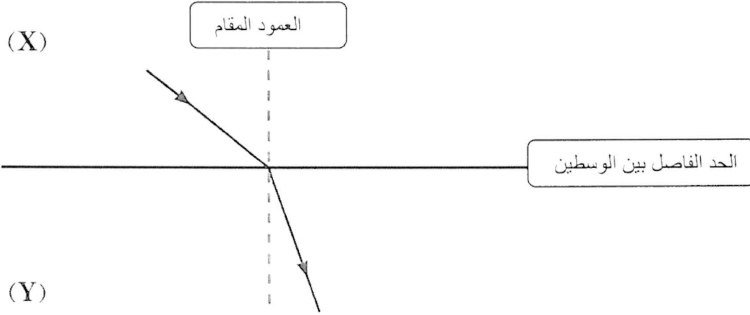 العمود المقام
(X)
الحد الفاصل بين الوسطين
(Y)